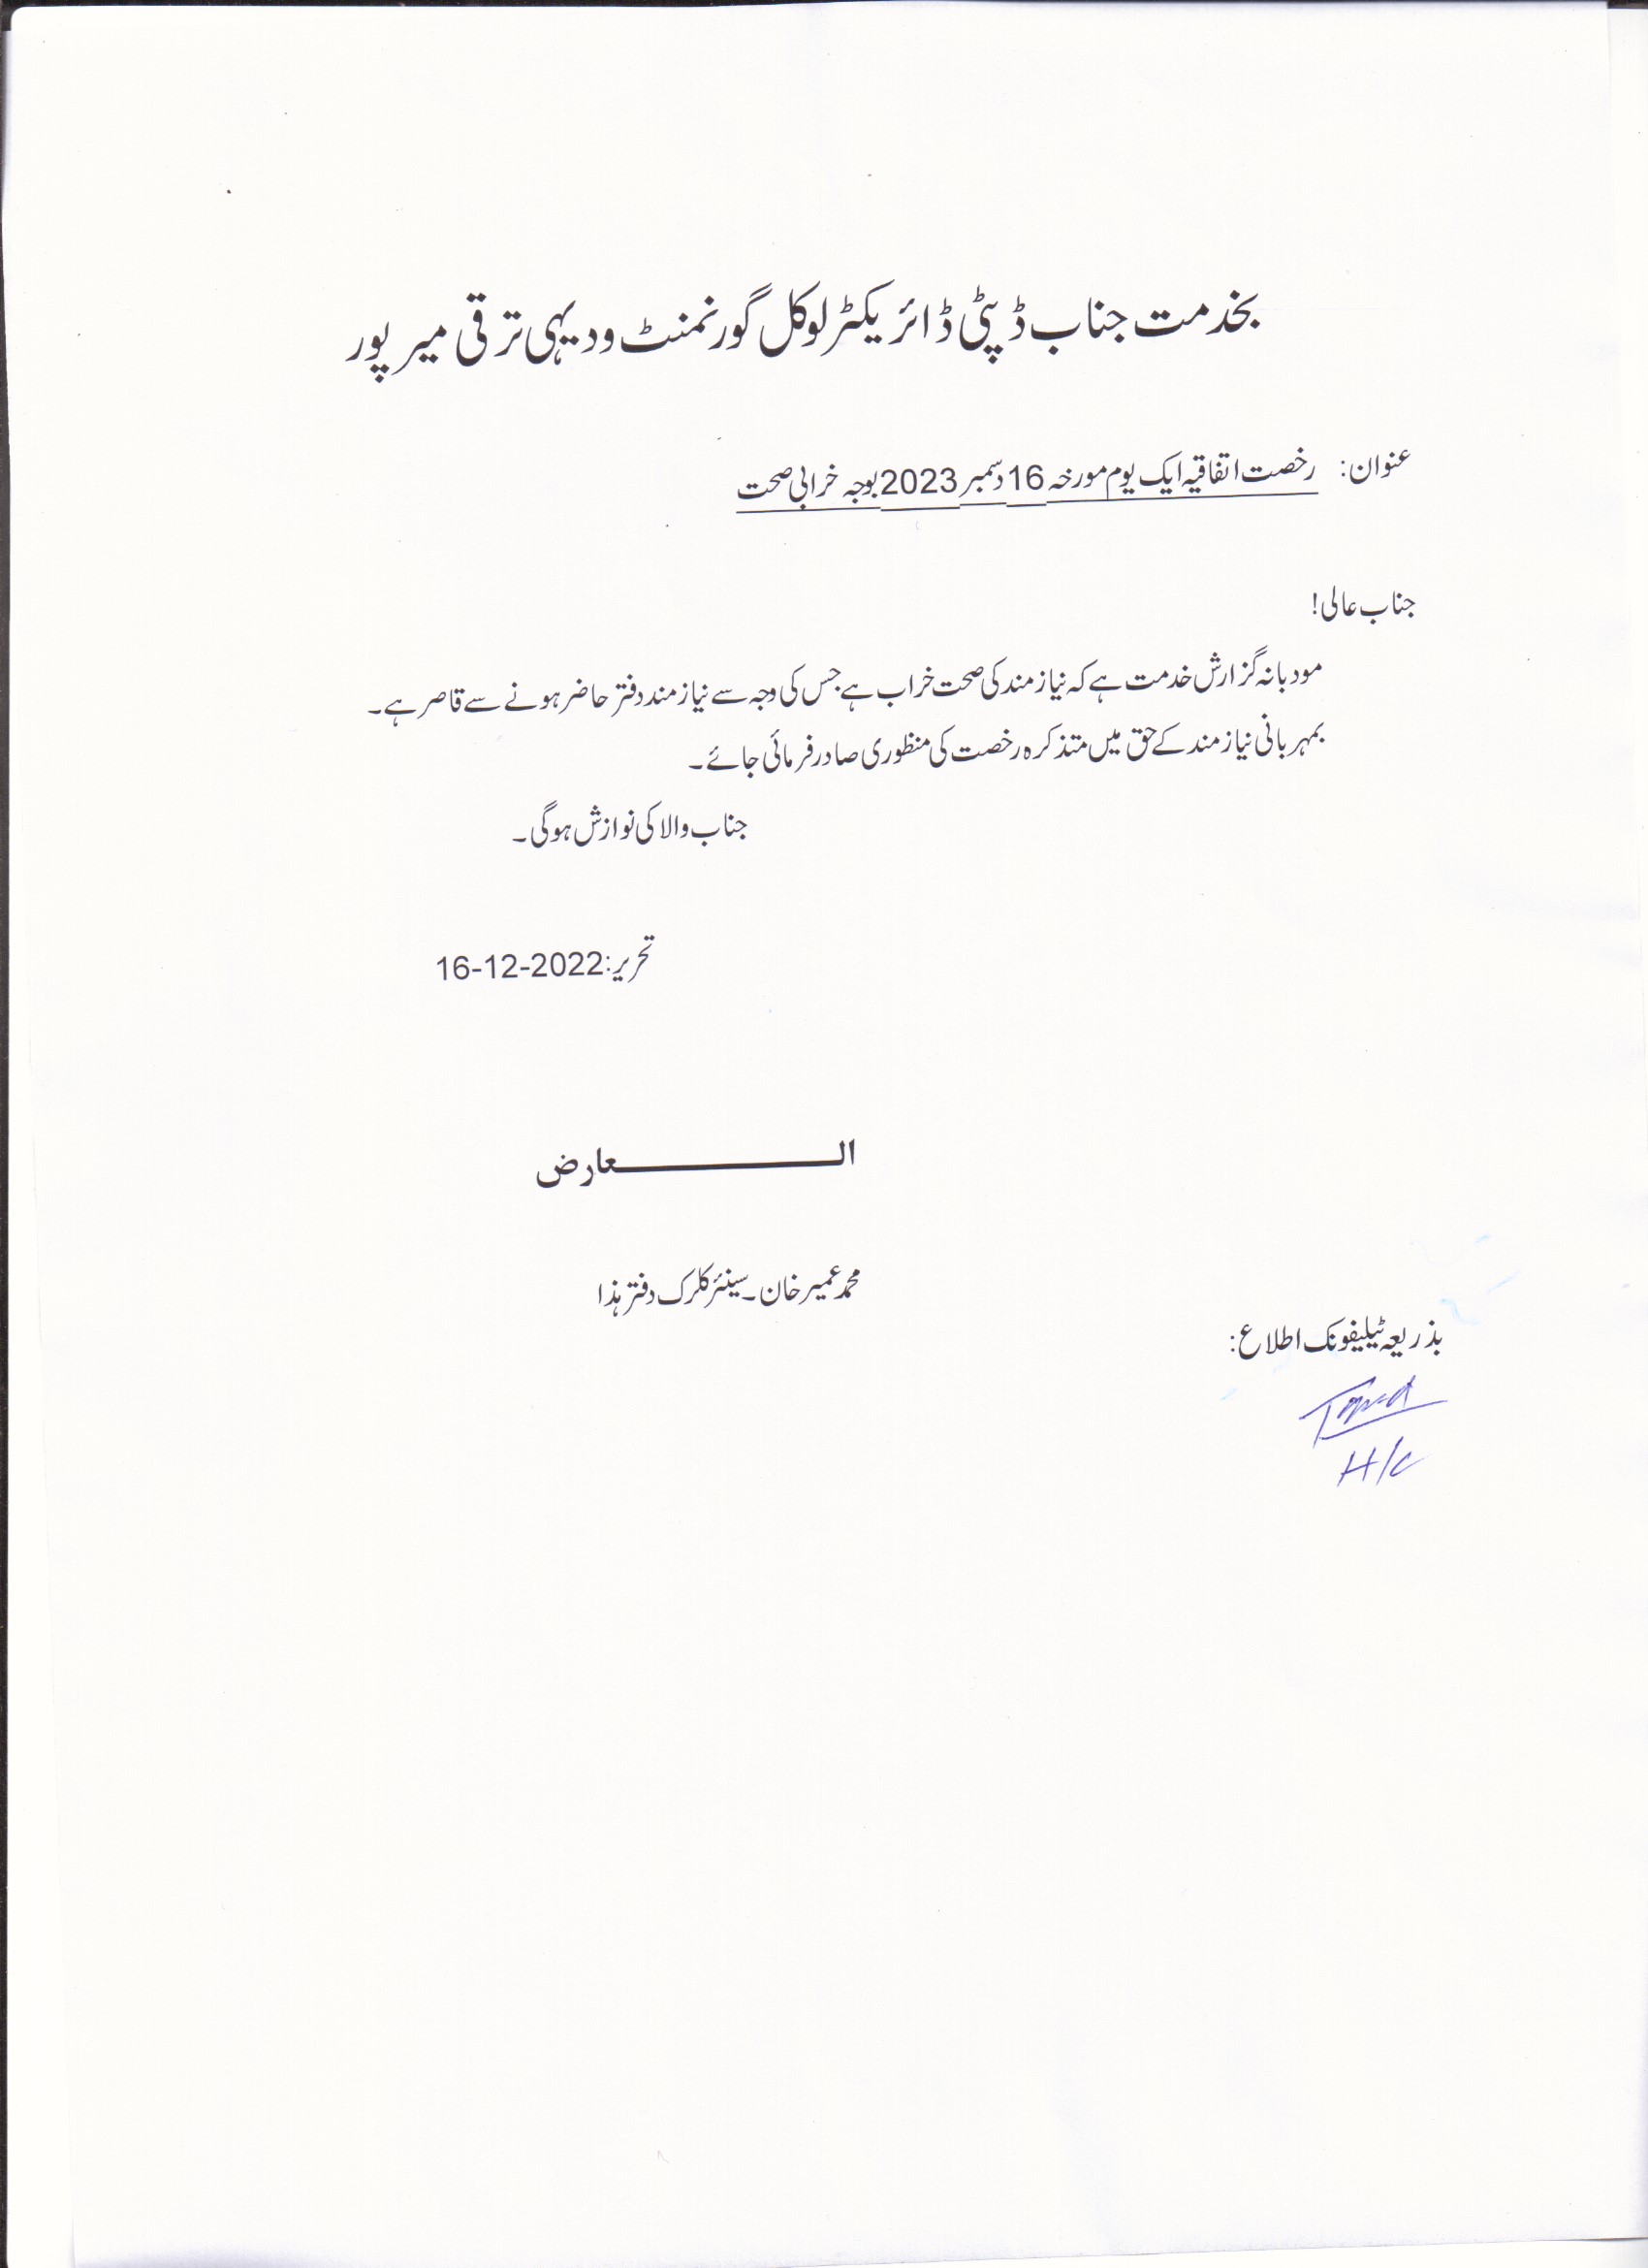 بخدمت جناب ڈپٹی ڈائریکٹر لوکل گورنمنٹ ودیہی ترقی میرپور
عنوان: رخصت اتفاقیہ ایک یوم مورخہ 16 دسمبر 2023 بوجہ خرابی صحت
جناب عالی!
مودبانہ گزارش خدمت ہے کہ نیازمند کی صحت خراب ہے جس کی وجہ سے نیازمند دفتر حاضر ہونے سے قاصر ہے۔
بمہربانی نیازمند کے حق میں متذکرہ رخصت کی منظوری صادر فرمائی جائے۔
جناب والا کی نوازش ہوگی۔
تحریر: 16-12-2022
العارض
محمد عمیر خان۔ سینئر کلرک دفتر ہذا
بذریعہ ٹیلیفونک اطلاع:
H/C